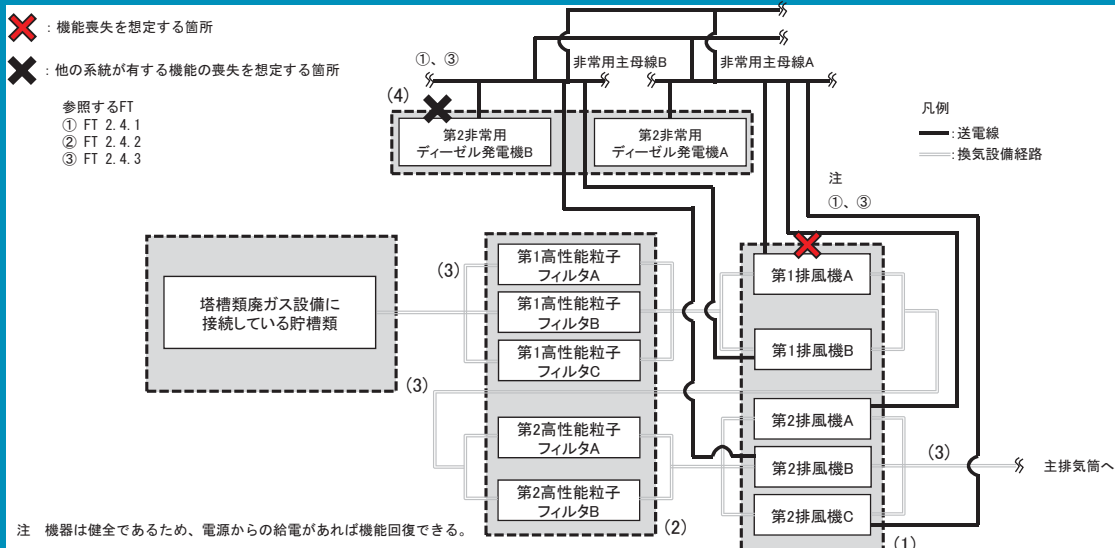 ：機能喪失を想定する箇所
：他の系統が有する機能の喪失を想定する箇所
参照するFT
① FT 2.4.1
② FT 2.4.2
③ FT 2.4.3
①、③
非常用主母線B
非常用主母線A
(4)
第2非常用
ディーゼル発電機B
第2非常用
ディーゼル発電機A
凡例
:送電線
:換気設備経路
注
①、③
塔槽類廃ガス設備に
接続している貯槽類
(3)
(3)
第1高性能粒子
フィルタA
第1高性能粒子
フィルタB
第1高性能粒子
フィルタC
第2高性能粒子
フィルタA
第2高性能粒子
フィルタB
(2)
第1排風機A
第1排風機B
第2排風機A
第2排風機B
第2排風機C
(1)
(3)
主排気筒へ
注　機器は健全であるため、電源からの給電があれば機能回復できる。